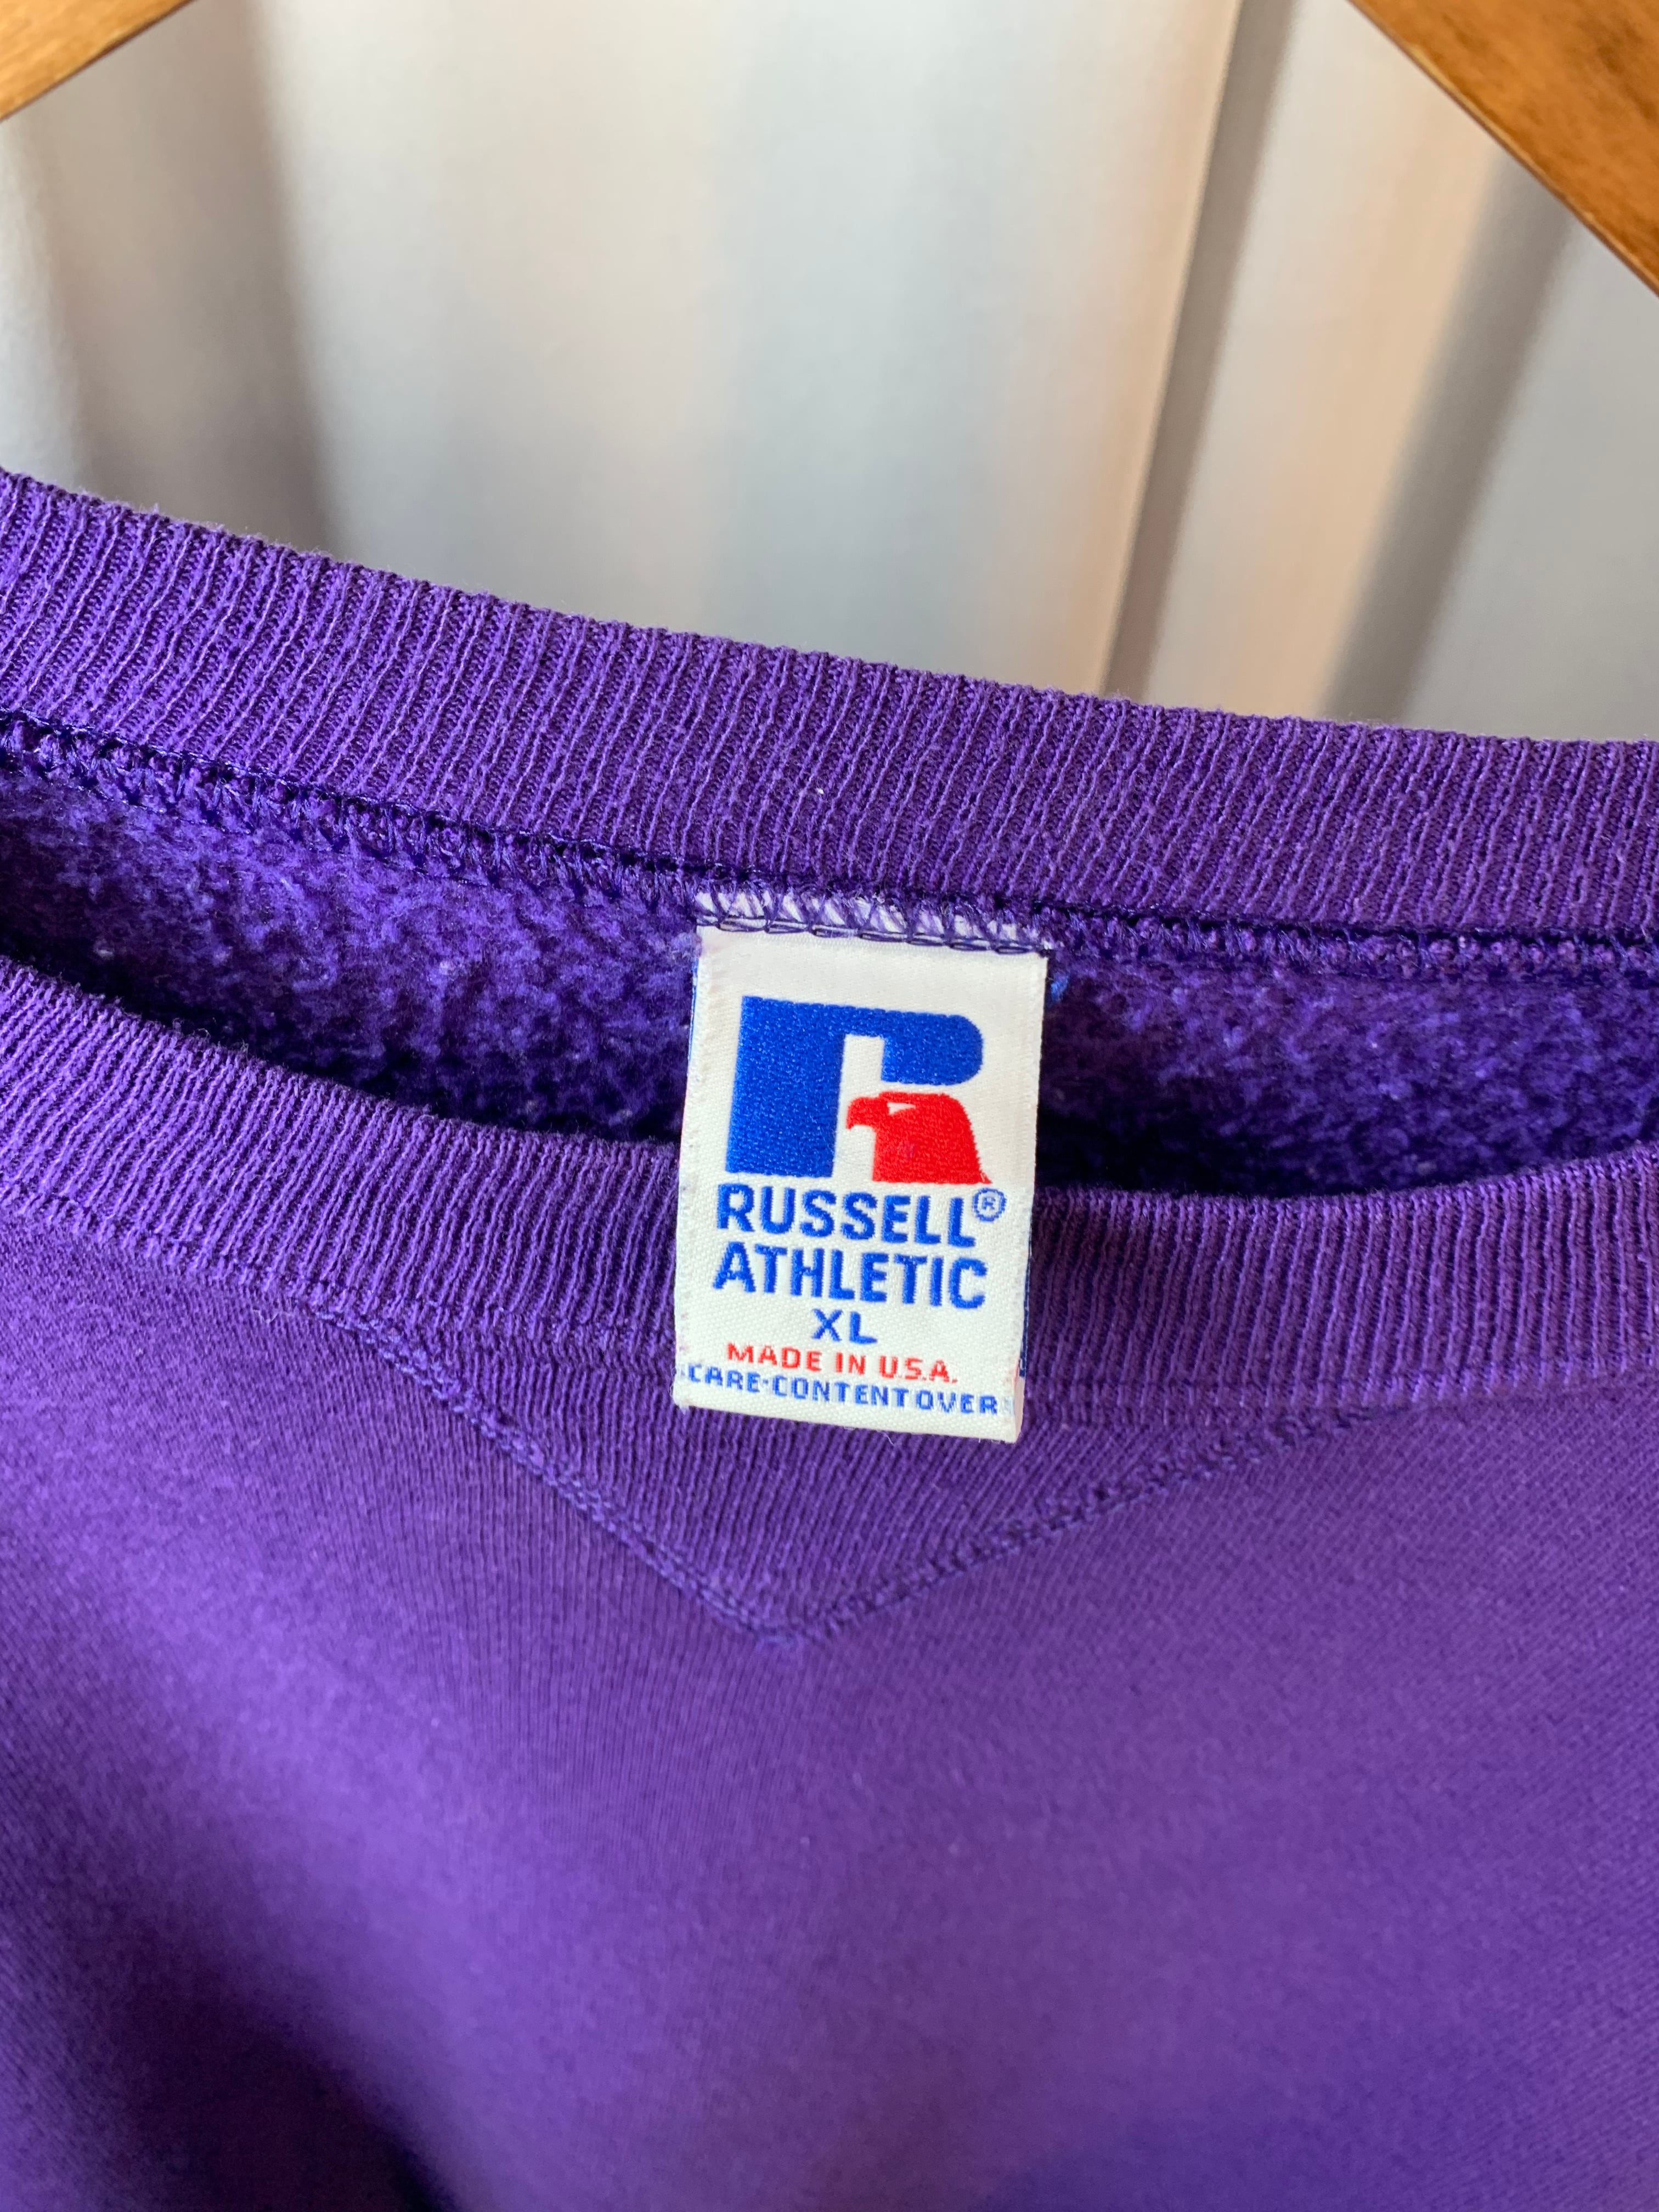 RUSSELL®
ATHLETIC
XL
MADE IN U.S.A.
CARE·CONTENT OVER